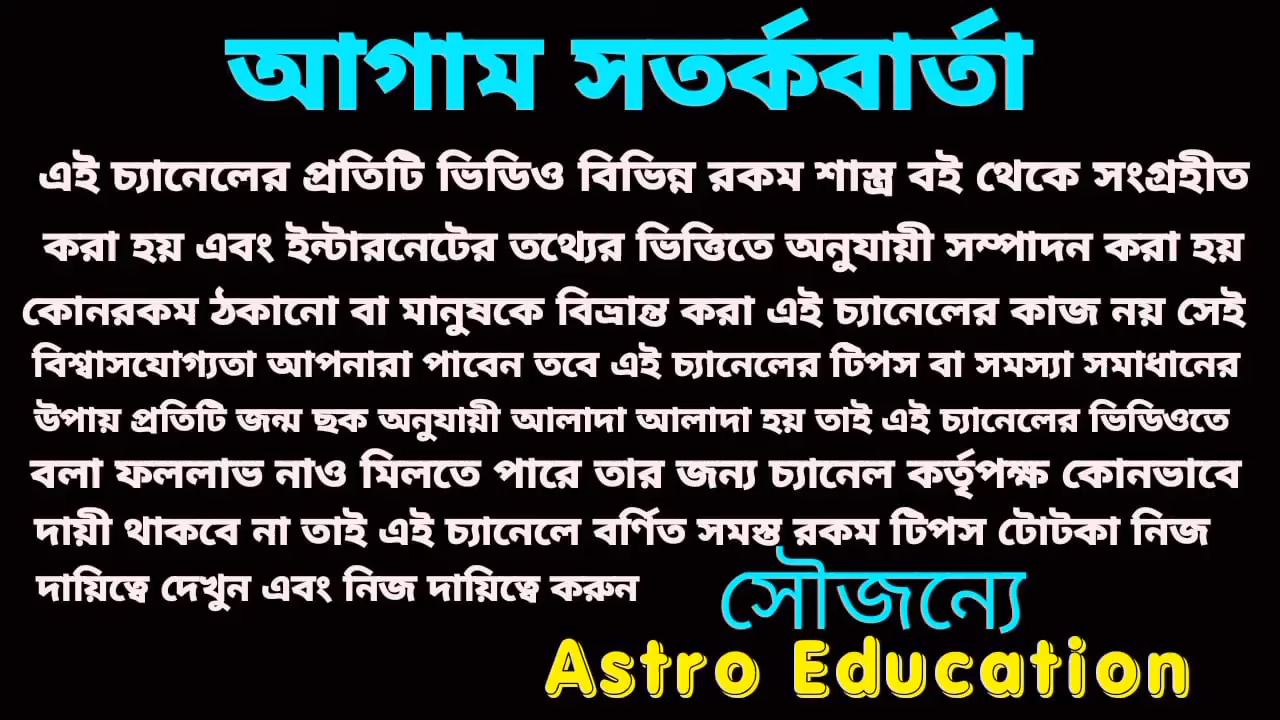 আগাম সতর্কবার্তা
এই চ্যানেলের প্রতিটি ভিডিও বিভিন্ন রকম শাস্ত্র বই থেকে সংগ্রহীত
করা হয় এবং ইন্টারনেটের তথ্যের ভিত্তিতে অনুযায়ী সম্পাদন করা হয়
কোনরকম ঠকানো বা মানুষকে বিভ্রান্ত করা এই চ্যানেলের কাজ নয় সেই
বিশ্বাসযোগ্যতা আপনারা পাবেন তবে এই চ্যানেলের টিপস বা সমস্যা সমাধানের
উপায় প্রতিটি জন্ম ছক অনুযায়ী আলাদা আলাদা হয় তাই এই চ্যানেলের ভিডিওতে
বলা ফললাভ নাও মিলতে পারে তার জন্য চ্যানেল কর্তৃপক্ষ কোনভাবে
দায়ী থাকবে না তাই এই চ্যানেলে বর্ণিত সমস্ত রকম টিপস টোটকা নিজ
দায়িত্বে দেখুন এবং নিজ দায়িত্বে করুন
সৌজন্যে
Astro Education